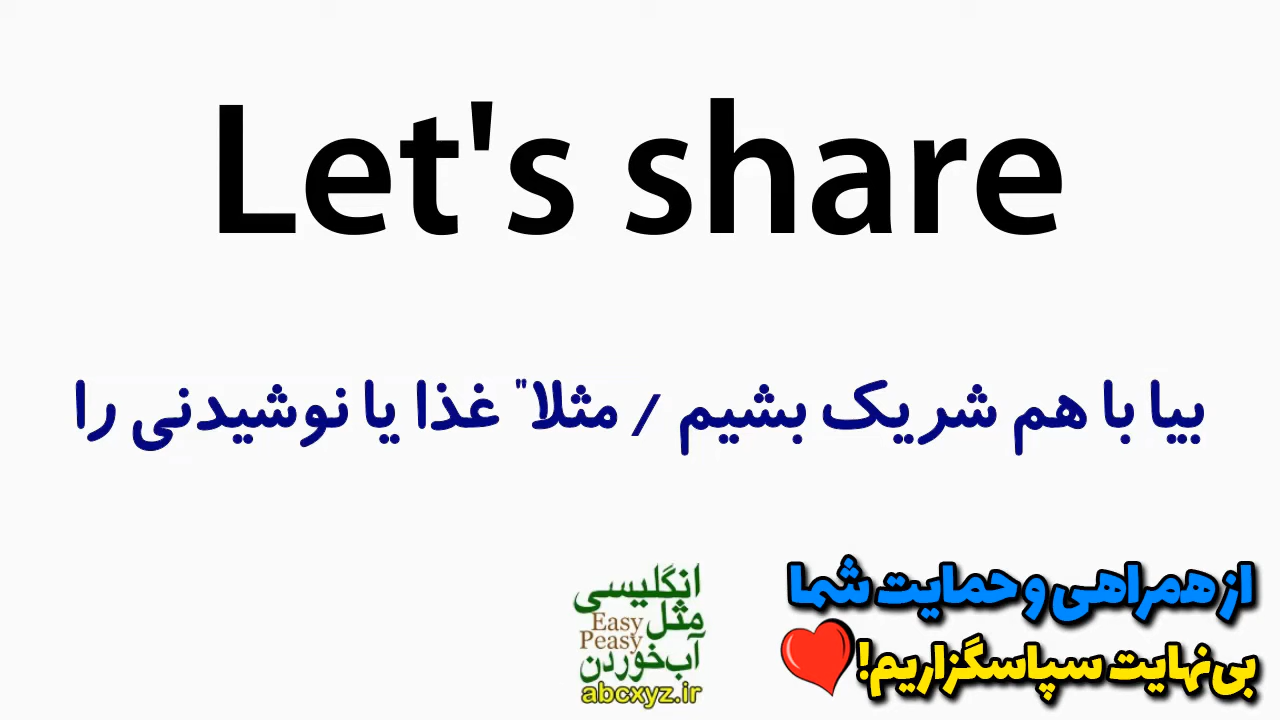 Let's share
بیا با هم شریک بشیم / مثلا" غذا یا نوشیدنی را
انگلیسی
مثل Easy
Peasy
آب‌خوردن
abcxyz.ir
از همراهی و حمایت شما
بی‌نهایت سپاسگزاریم!